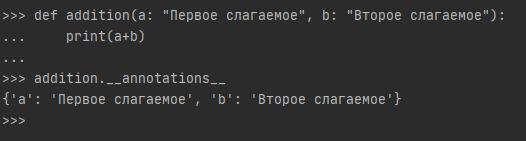 >>> def addition(a: "Первое слагаемое", b: "Второе слагаемое"):
...     print(a+b)
...
>>> addition.__annotations__
{'a': 'Первое слагаемое', 'b': 'Второе слагаемое'}
>>>